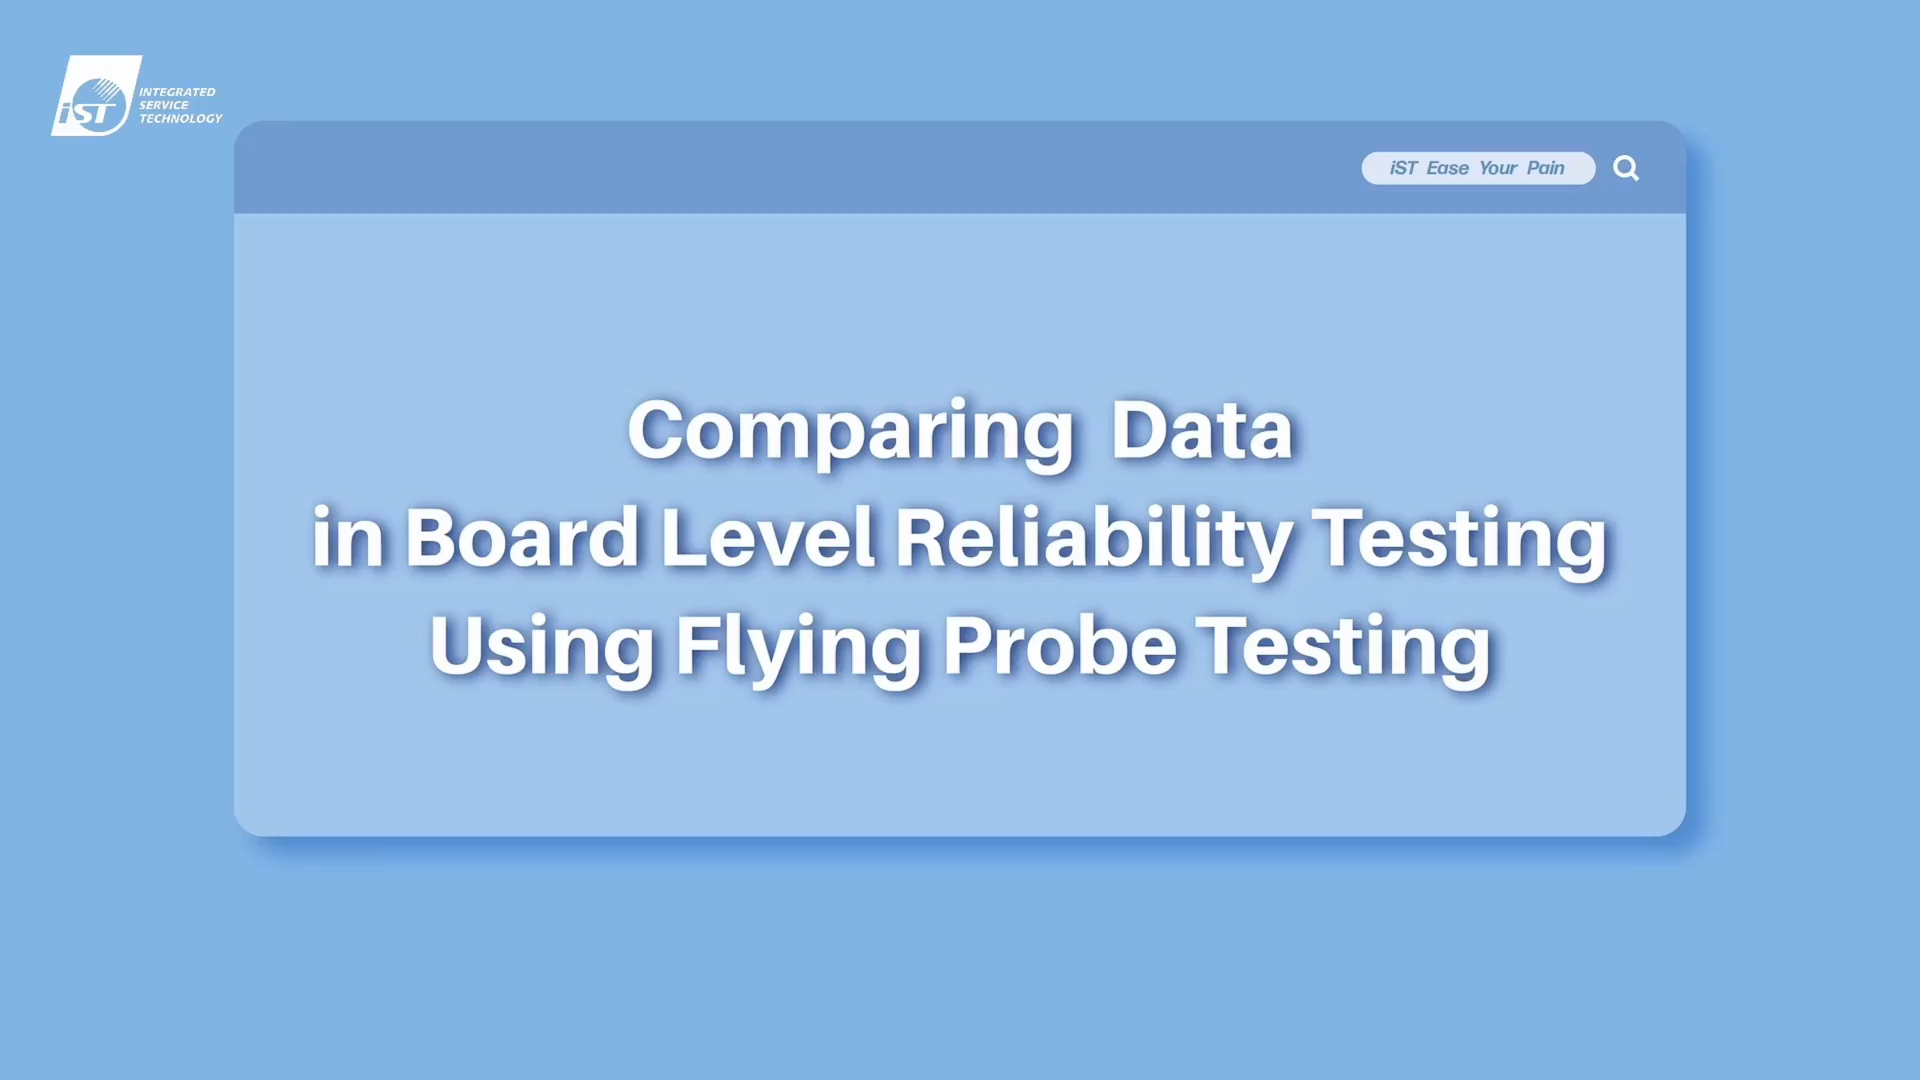 iST
INTEGRATED
SERVICE
TECHNOLOGY
iST Ease Your Pain
Comparing Data
in Board Level Reliability Testing
Using Flying Probe Testing